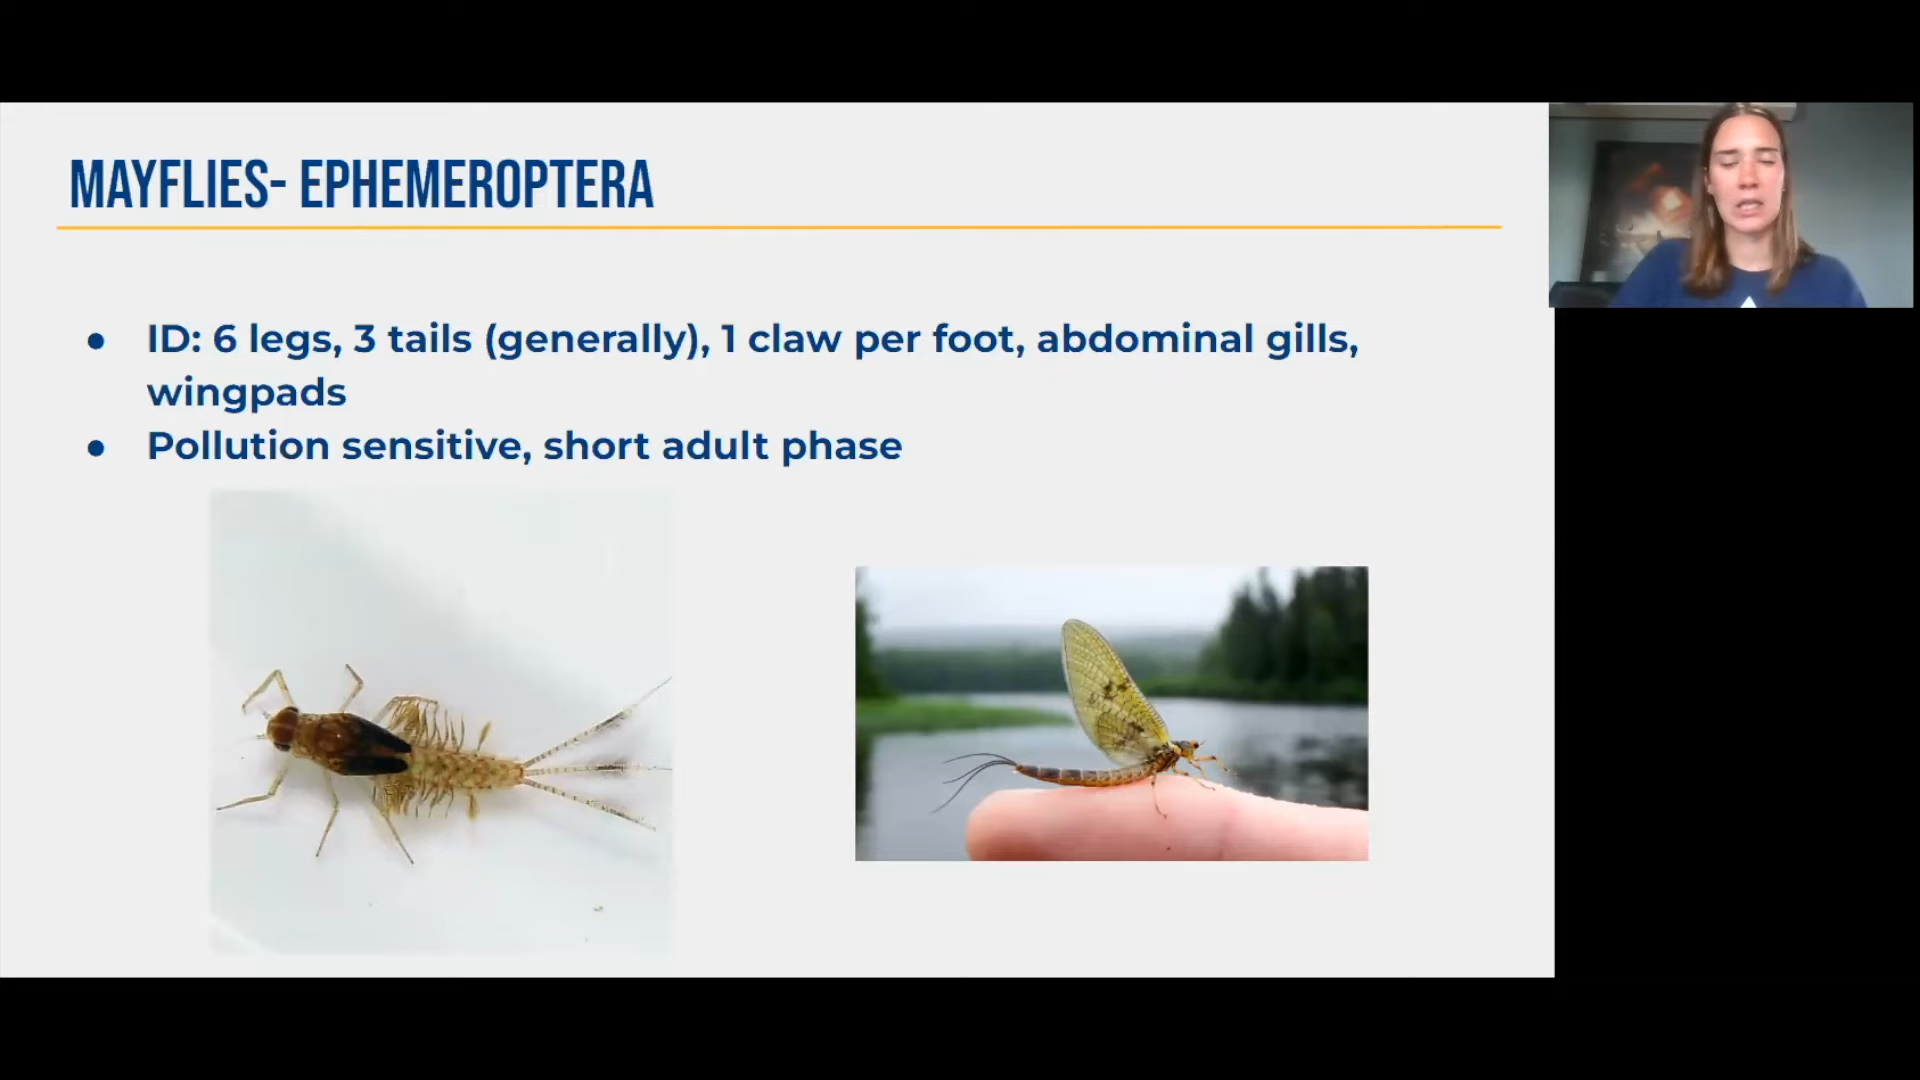 MAYFLIES- EPHEMEROPTERA
● ID: 6 legs, 3 tails (generally), 1 claw per foot, abdominal gills,
wingpads
● Pollution sensitive, short adult phase